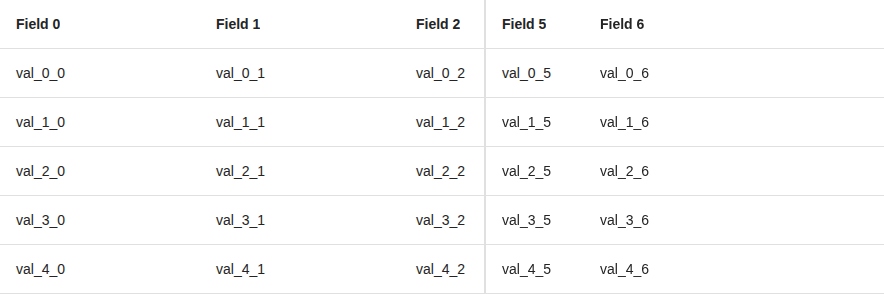 Field 0 Field 1 Field 2 Field 5 Field 6
val_0_0 val_0_1 val_0_2 val_0_5 val_0_6
val_1_0 val_1_1 val_1_2 val_1_5 val_1_6
val_2_0 val_2_1 val_2_2 val_2_5 val_2_6
val_3_0 val_3_1 val_3_2 val_3_5 val_3_6
val_4_0 val_4_1 val_4_2 val_4_5 val_4_6